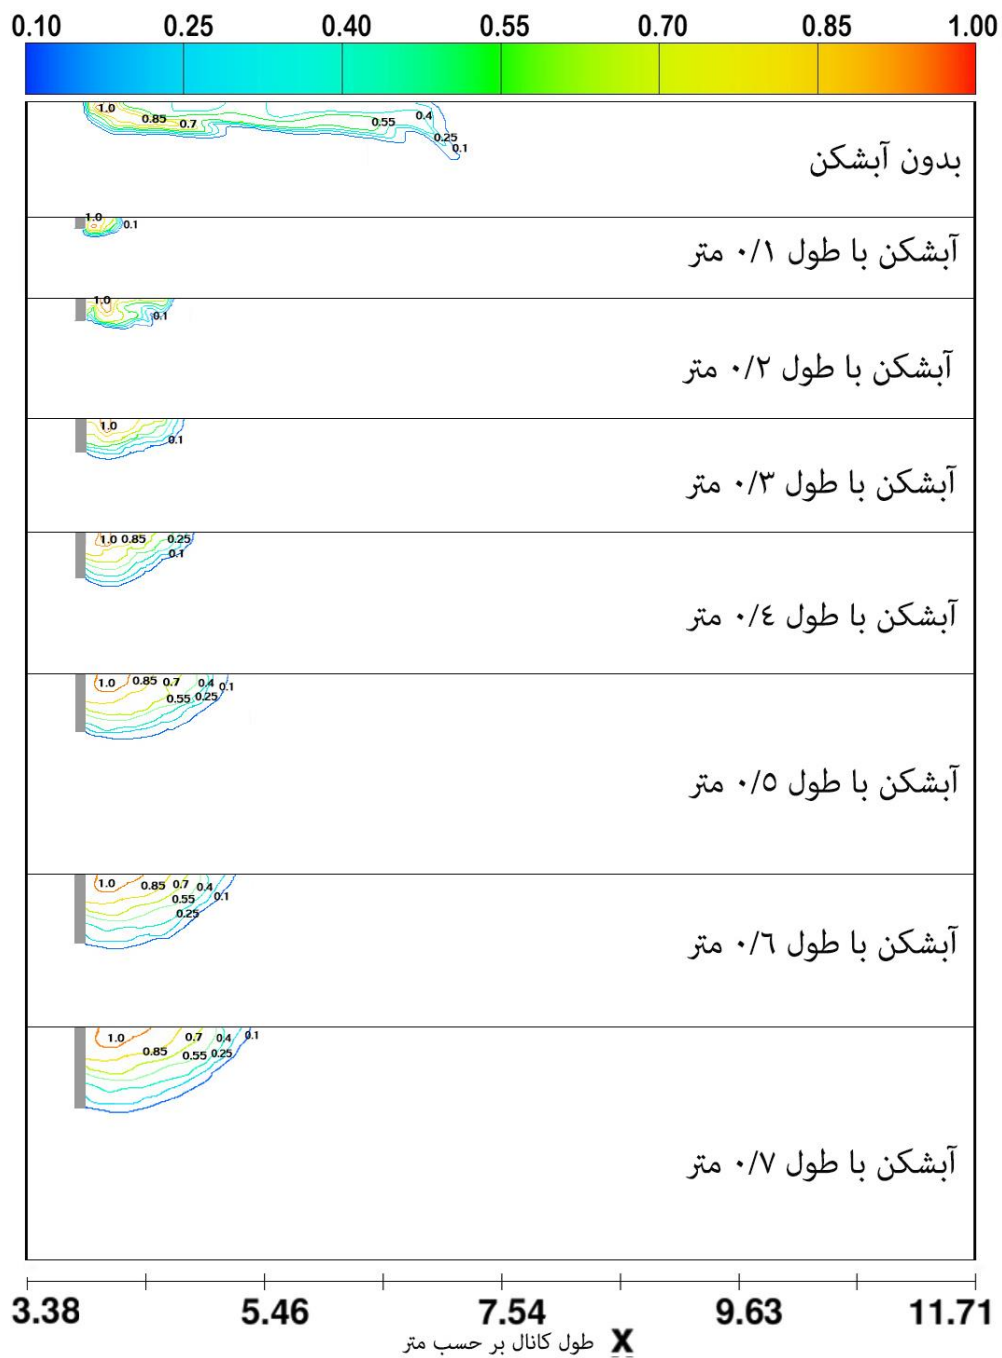 0.10 0.25 0.40 0.55 0.70 0.85 1.00
1.0 0.85 0.7 0.55 0.4 0.25 0.1
بدون آبشکن
1.0 0.1
آبشکن با طول ۰/۱ متر
1.0 0.1
آبشکن با طول ۰/۲ متر
1.0 0.1
آبشکن با طول ۰/۳ متر
1.0 0.85 0.25 0.1
آبشکن با طول ٠/٤ متر
1.0 0.85 0.7 0.4 0.1
0.55 0.25
آبشکن با طول ۰/٥ متر
1.0 0.85 0.7 0.4 0.1
0.55
0.25
آبشکن با طول ٠/٦ متر
1.0 0.7 0.4 0.1
0.85 0.55 0.25
آبشکن با طول ۰/۷ متر
3.38 5.46 7.54 9.63 11.71
طول کانال بر حسب متر X